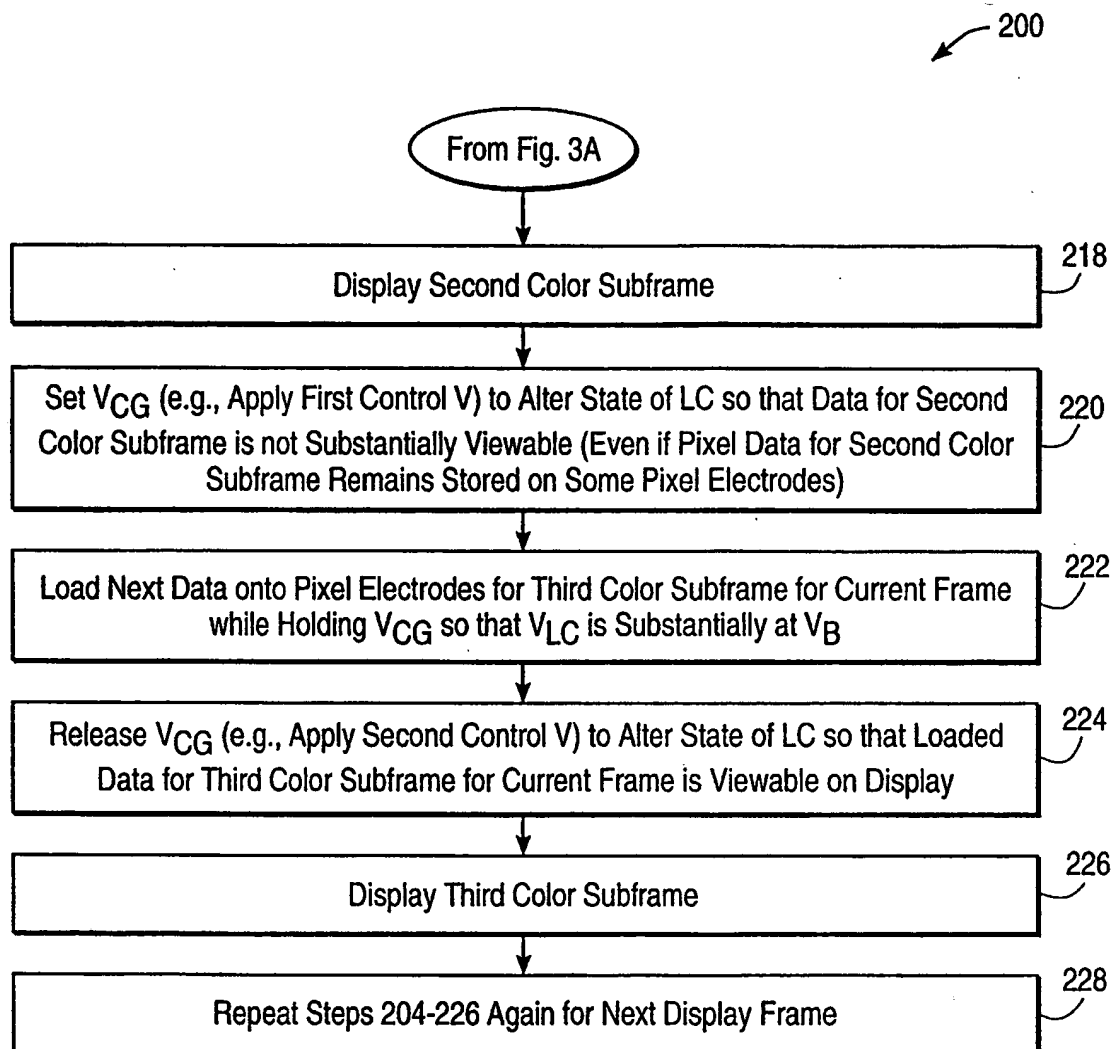 200
From Fig. 3A
Display Second Color Subframe
218
Set VCG (e.g., Apply First Control V) to Alter State of LC so that Data for Second
Color Subframe is not Substantially Viewable (Even if Pixel Data for Second Color
Subframe Remains Stored on Some Pixel Electrodes)
220
Load Next Data onto Pixel Electrodes for Third Color Subframe for Current Frame
while Holding VCG so that VLC is Substantially at VB
222
Release VCG (e.g., Apply Second Control V) to Alter State of LC so that Loaded
Data for Third Color Subframe for Current Frame is Viewable on Display
224
Display Third Color Subframe
226
Repeat Steps 204-226 Again for Next Display Frame
228